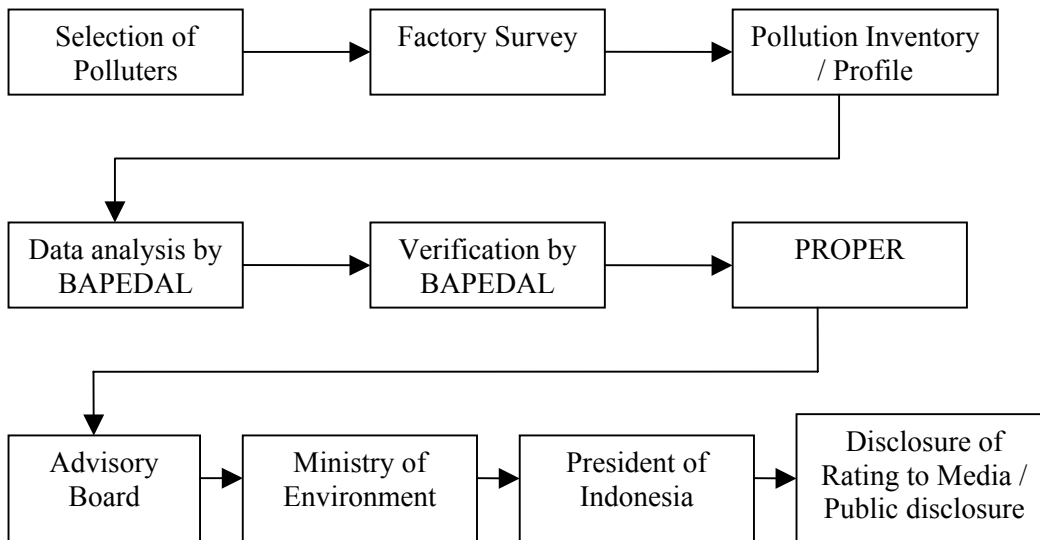 Selection of
Polluters
Factory Survey
Pollution Inventory
/ Profile
Data analysis by
BAPEDAL
Verification by
BAPEDAL
PROPER
Advisory
Board
Ministry of
Environment
President of
Indonesia
Disclosure of
Rating to Media /
Public disclosure